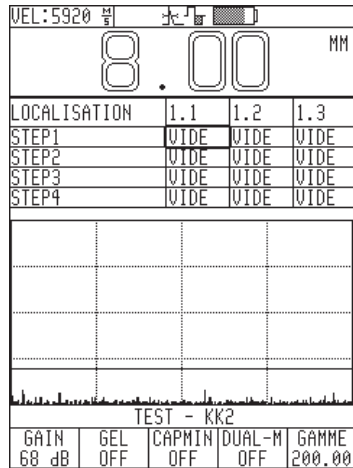 VEL:5920 M/S
8.00 MM
LOCALISATION 1.1 1.2 1.3
STEP1 VIDE VIDE VIDE
STEP2 VIDE VIDE VIDE
STEP3 VIDE VIDE VIDE
STEP4 VIDE VIDE VIDE
TEST - KK2
GAIN GEL CAPMIN DUAL-M GAMME
68 dB OFF OFF OFF 200.00